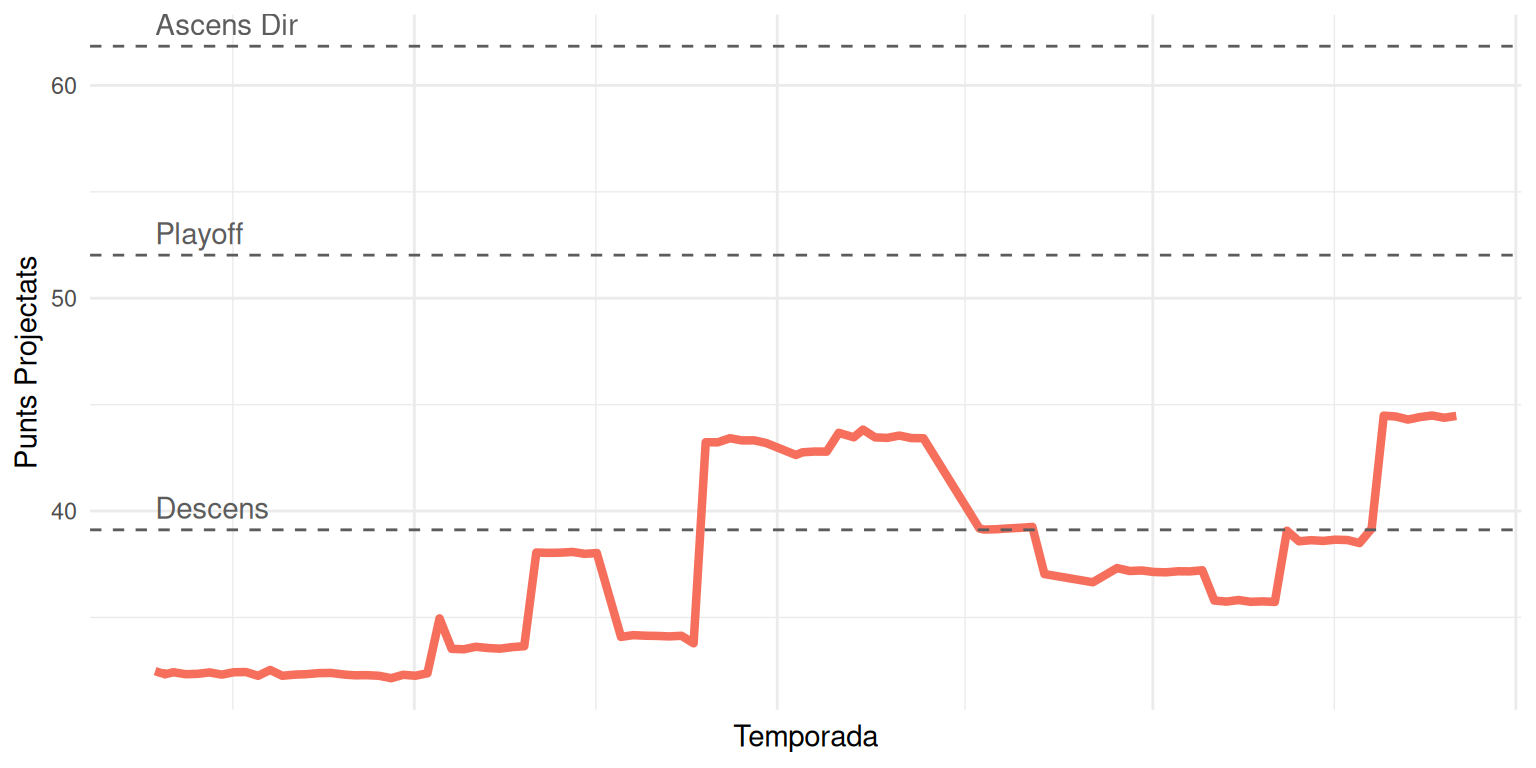 Ascens Dir
60
Playoff
50
Punts Projectats
Descens
40
Temporada